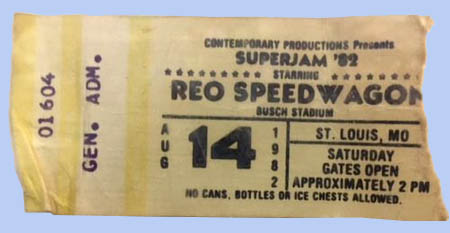 01604
GEN. ADM.
CONTEMPORARY PRODUCTIONS Presents
SUPERJAM '82
********* STARRING *********
REO SPEEDWAGON
BUSCH STADIUM
AUG 14 1982
ST. LOUIS, MO
SATURDAY
GATES OPEN
APPROXIMATELY 2 PM
NO CANS, BOTTLES OR ICE CHESTS ALLOWED.